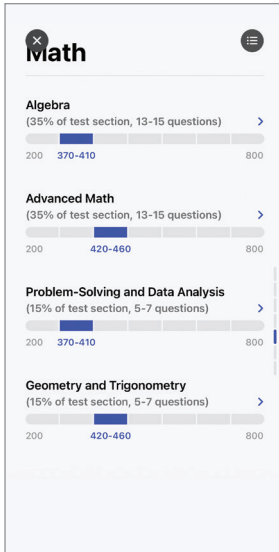 Math
Algebra
(35% of test section, 13-15 questions)
200 370-410 800
Advanced Math
(35% of test section, 13-15 questions)
200 420-460 800
Problem-Solving and Data Analysis
(15% of test section, 5-7 questions)
200 370-410 800
Geometry and Trigonometry
(15% of test section, 5-7 questions)
200 420-460 800